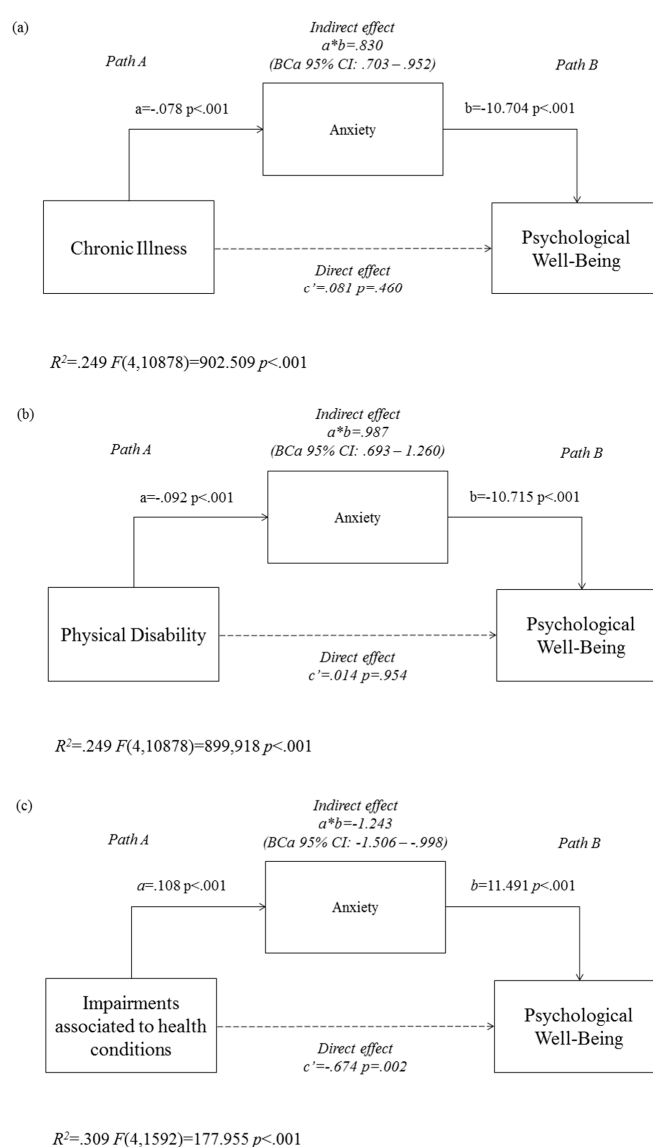 (a)
Indirect effect
a*b=.830
(BCa 95% CI: .703 – .952)
Path A
Path B
a=-.078 p<.001
b=-10.704 p<.001
Anxiety
Chronic Illness
Psychological
Well-Being
Direct effect
c’=.081 p=.460
R²=.249 F(4,10878)=902.509 p<.001
(b)
Indirect effect
a*b=.987
(BCa 95% CI: .693 – 1.260)
Path A
Path B
a=-.092 p<.001
b=-10.715 p<.001
Anxiety
Physical Disability
Psychological
Well-Being
Direct effect
c’=.014 p=.954
R²=.249 F(4,10878)=899,918 p<.001
(c)
Indirect effect
a*b=-1.243
(BCa 95% CI: -1.506 – -.998)
Path A
Path B
a=.108 p<.001
b=11.491 p<.001
Anxiety
Impairments
associated to health
conditions
Psychological
Well-Being
Direct effect
c’=-.674 p=.002
R²=.309 F(4,1592)=177.955 p<.001